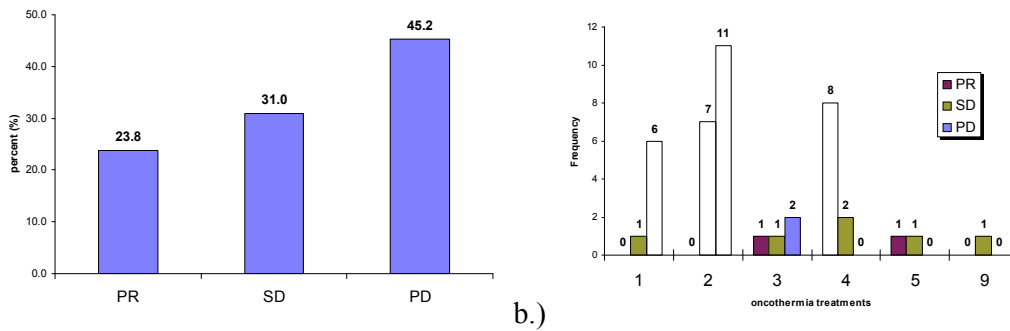 50.0
40.0
30.0
20.0
10.0
0.0
percent (%)
23.8
31.0
45.2
PR
SD
PD
b.)
12
10
8
6
4
2
0
Frequency
0 1 6
0 7 11
1 1 2
8 2 0
1 1 0
0 1 0
PR
SD
PD
1 2 3 4 5 9
oncothermia treatments